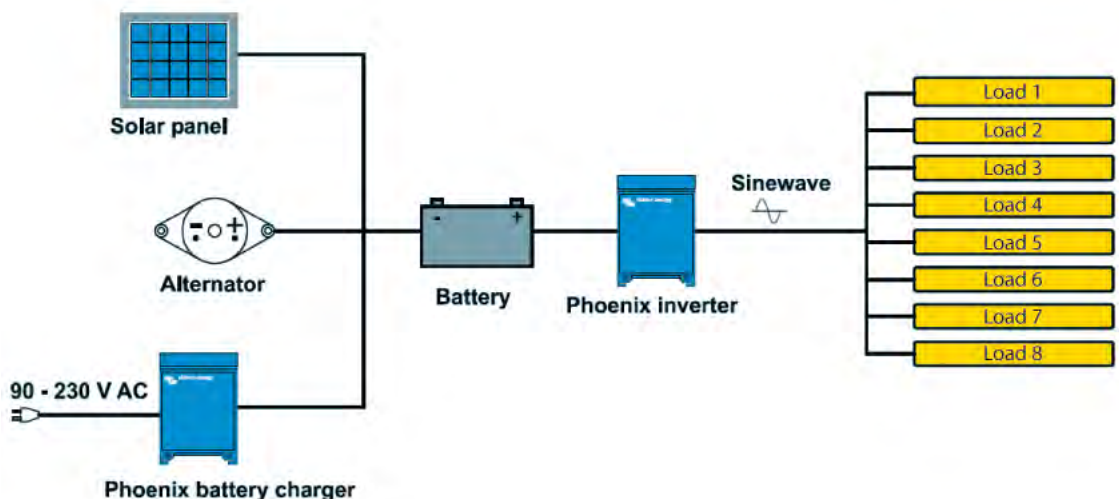 Solar panel
Alternator
90 - 230 V AC
Phoenix battery charger
- +
Battery
Phoenix inverter
Sinewave
Load 1
Load 2
Load 3
Load 4
Load 5
Load 6
Load 7
Load 8